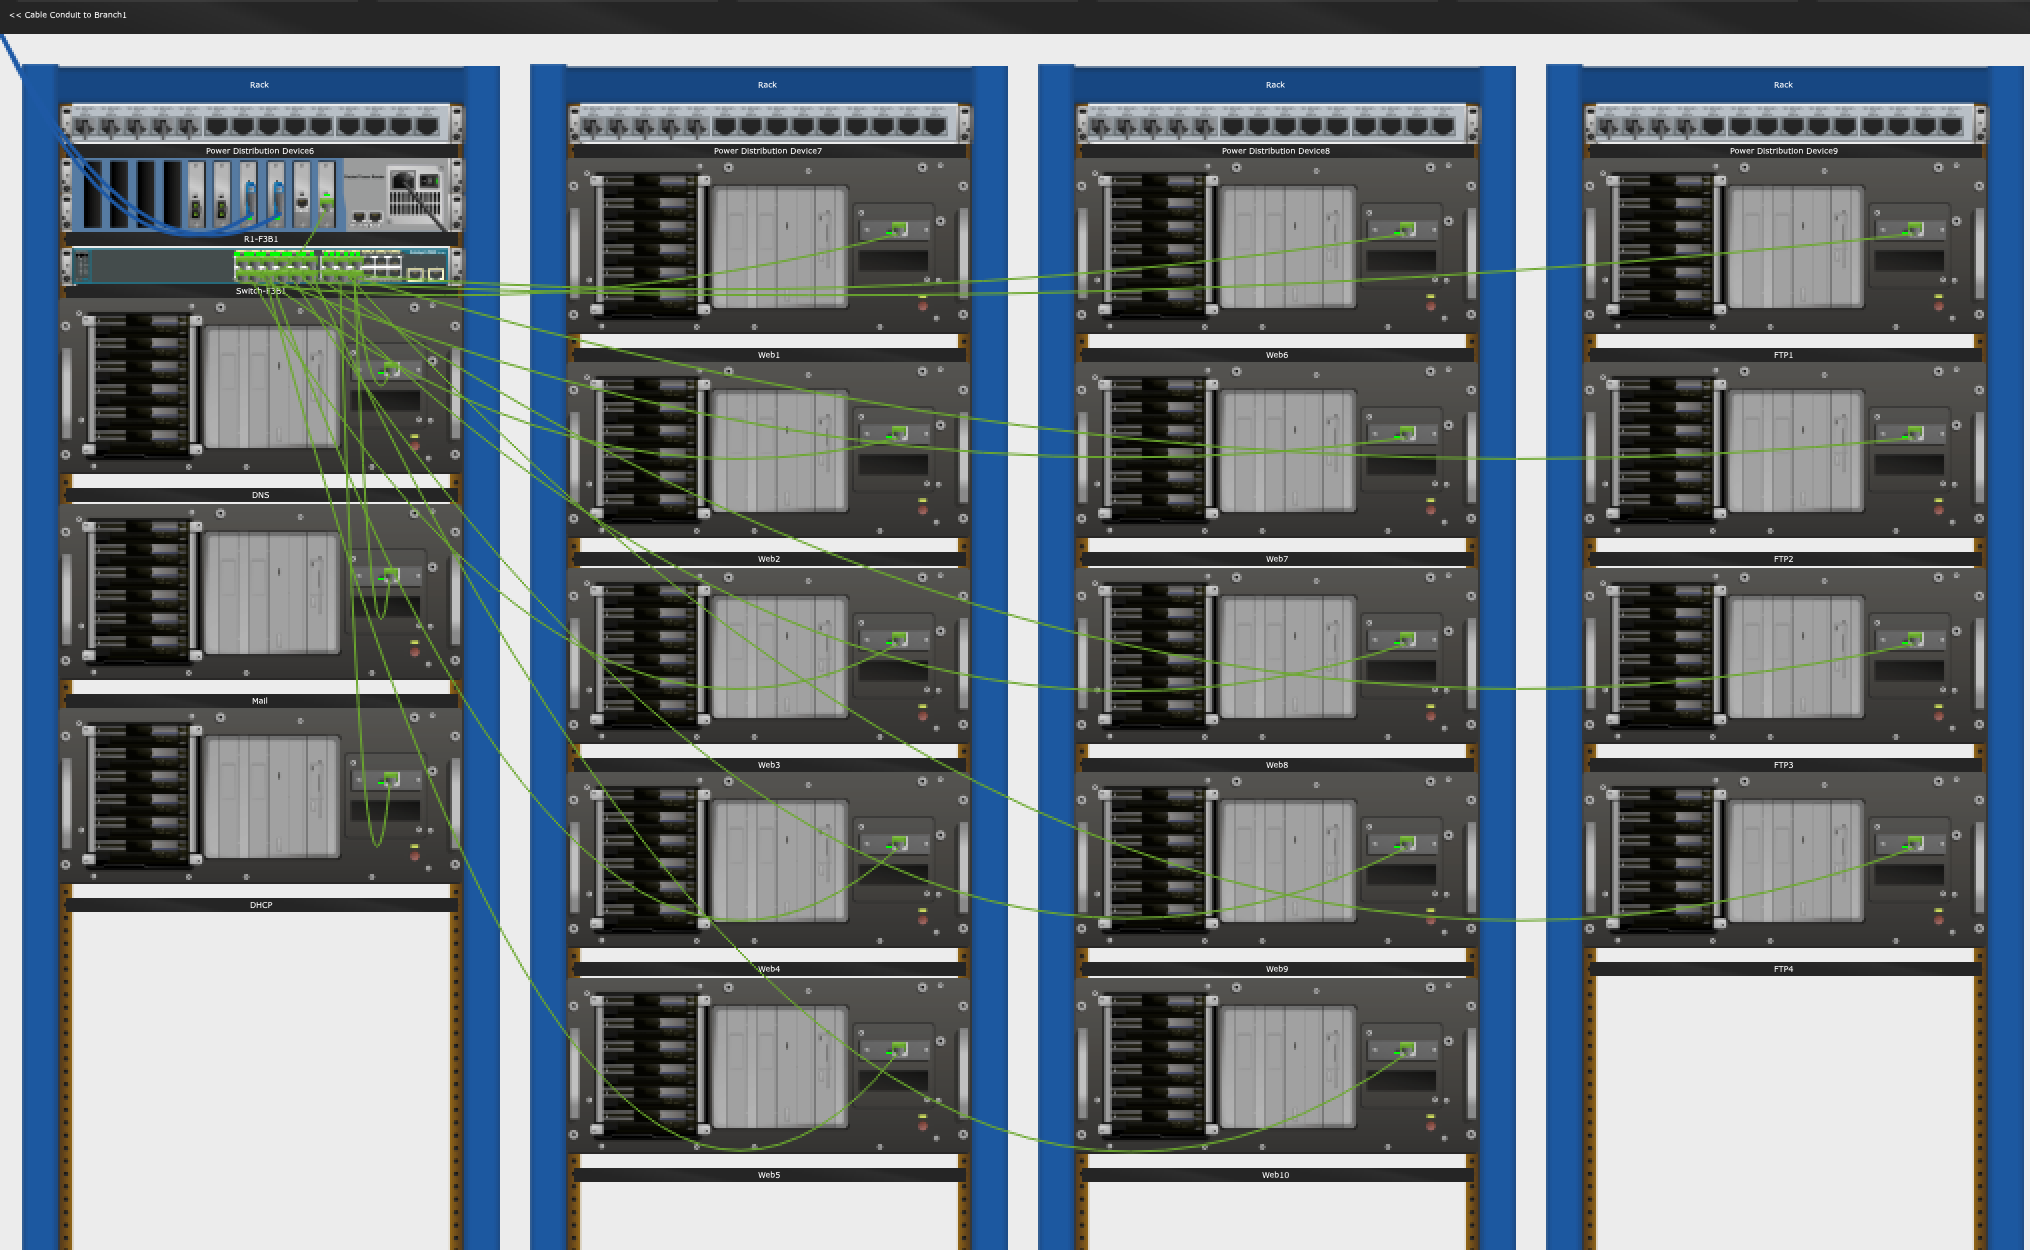 << Cable Conduit to Branch1
Rack
Rack
Rack
Rack
Power Distribution Device6
Power Distribution Device7
Power Distribution Device8
Power Distribution Device9
R1-F3B1
Switch-F3B1
Web1
Web6
FTP1
DNS
Web2
Web7
FTP2
Mail
Web3
Web8
FTP3
DHCP
Web4
Web9
FTP4
Web5
Web10